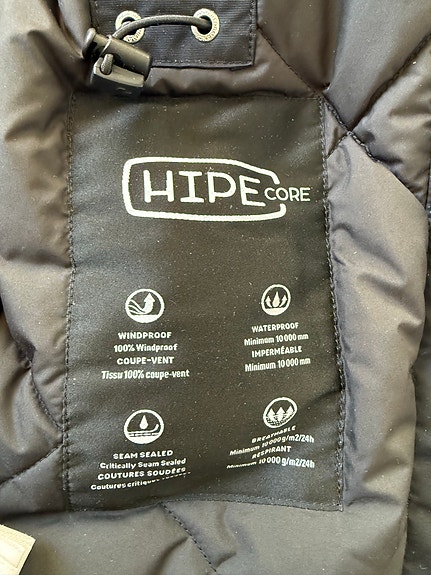 HIPE CORE
WINDPROOF
100% Windproof
COUPE-VENT
Tissu 100% coupe-vent
WATERPROOF
Minimum 10 000 mm
IMPERMÉABLE
Minimum 10 000 mm
SEAM SEALED
Critically Seam Sealed
COUTURES SOUDÉES
Coutures critiques
BREATHABLE
Minimum 10 000 g/m2/24h
RESPIRANT
Minimum 10 000 g/m2/24h